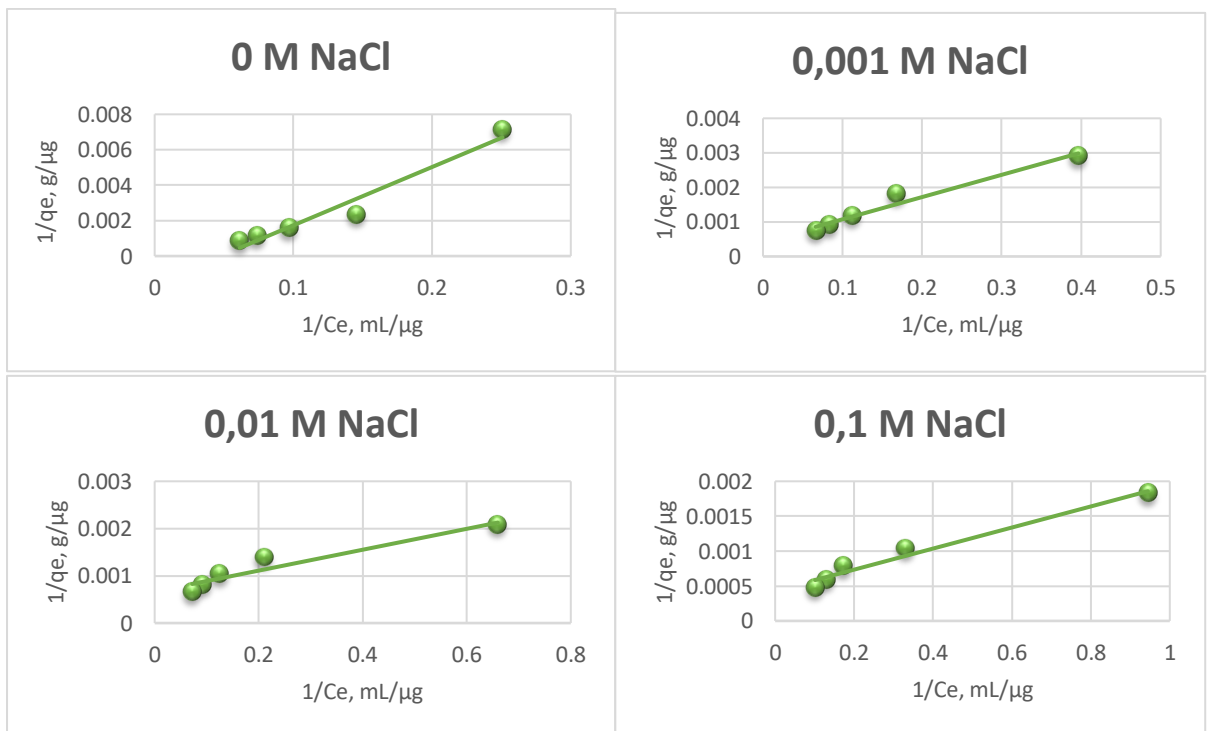 0 M NaCl
1/qe, g/µg
0.008
0.006
0.004
0.002
0
0 0.1 0.2 0.3
1/Ce, mL/µg
0,001 M NaCl
1/qe, g/µg
0.004
0.003
0.002
0.001
0
0 0.1 0.2 0.3 0.4 0.5
1/Ce, mL/µg
0,01 M NaCl
1/qe, g/µg
0.003
0.002
0.001
0
0 0.2 0.4 0.6 0.8
1/Ce, mL/µg
0,1 M NaCl
1/qe, g/µg
0.002
0.0015
0.001
0.0005
0
0 0.2 0.4 0.6 0.8 1
1/Ce, mL/µg